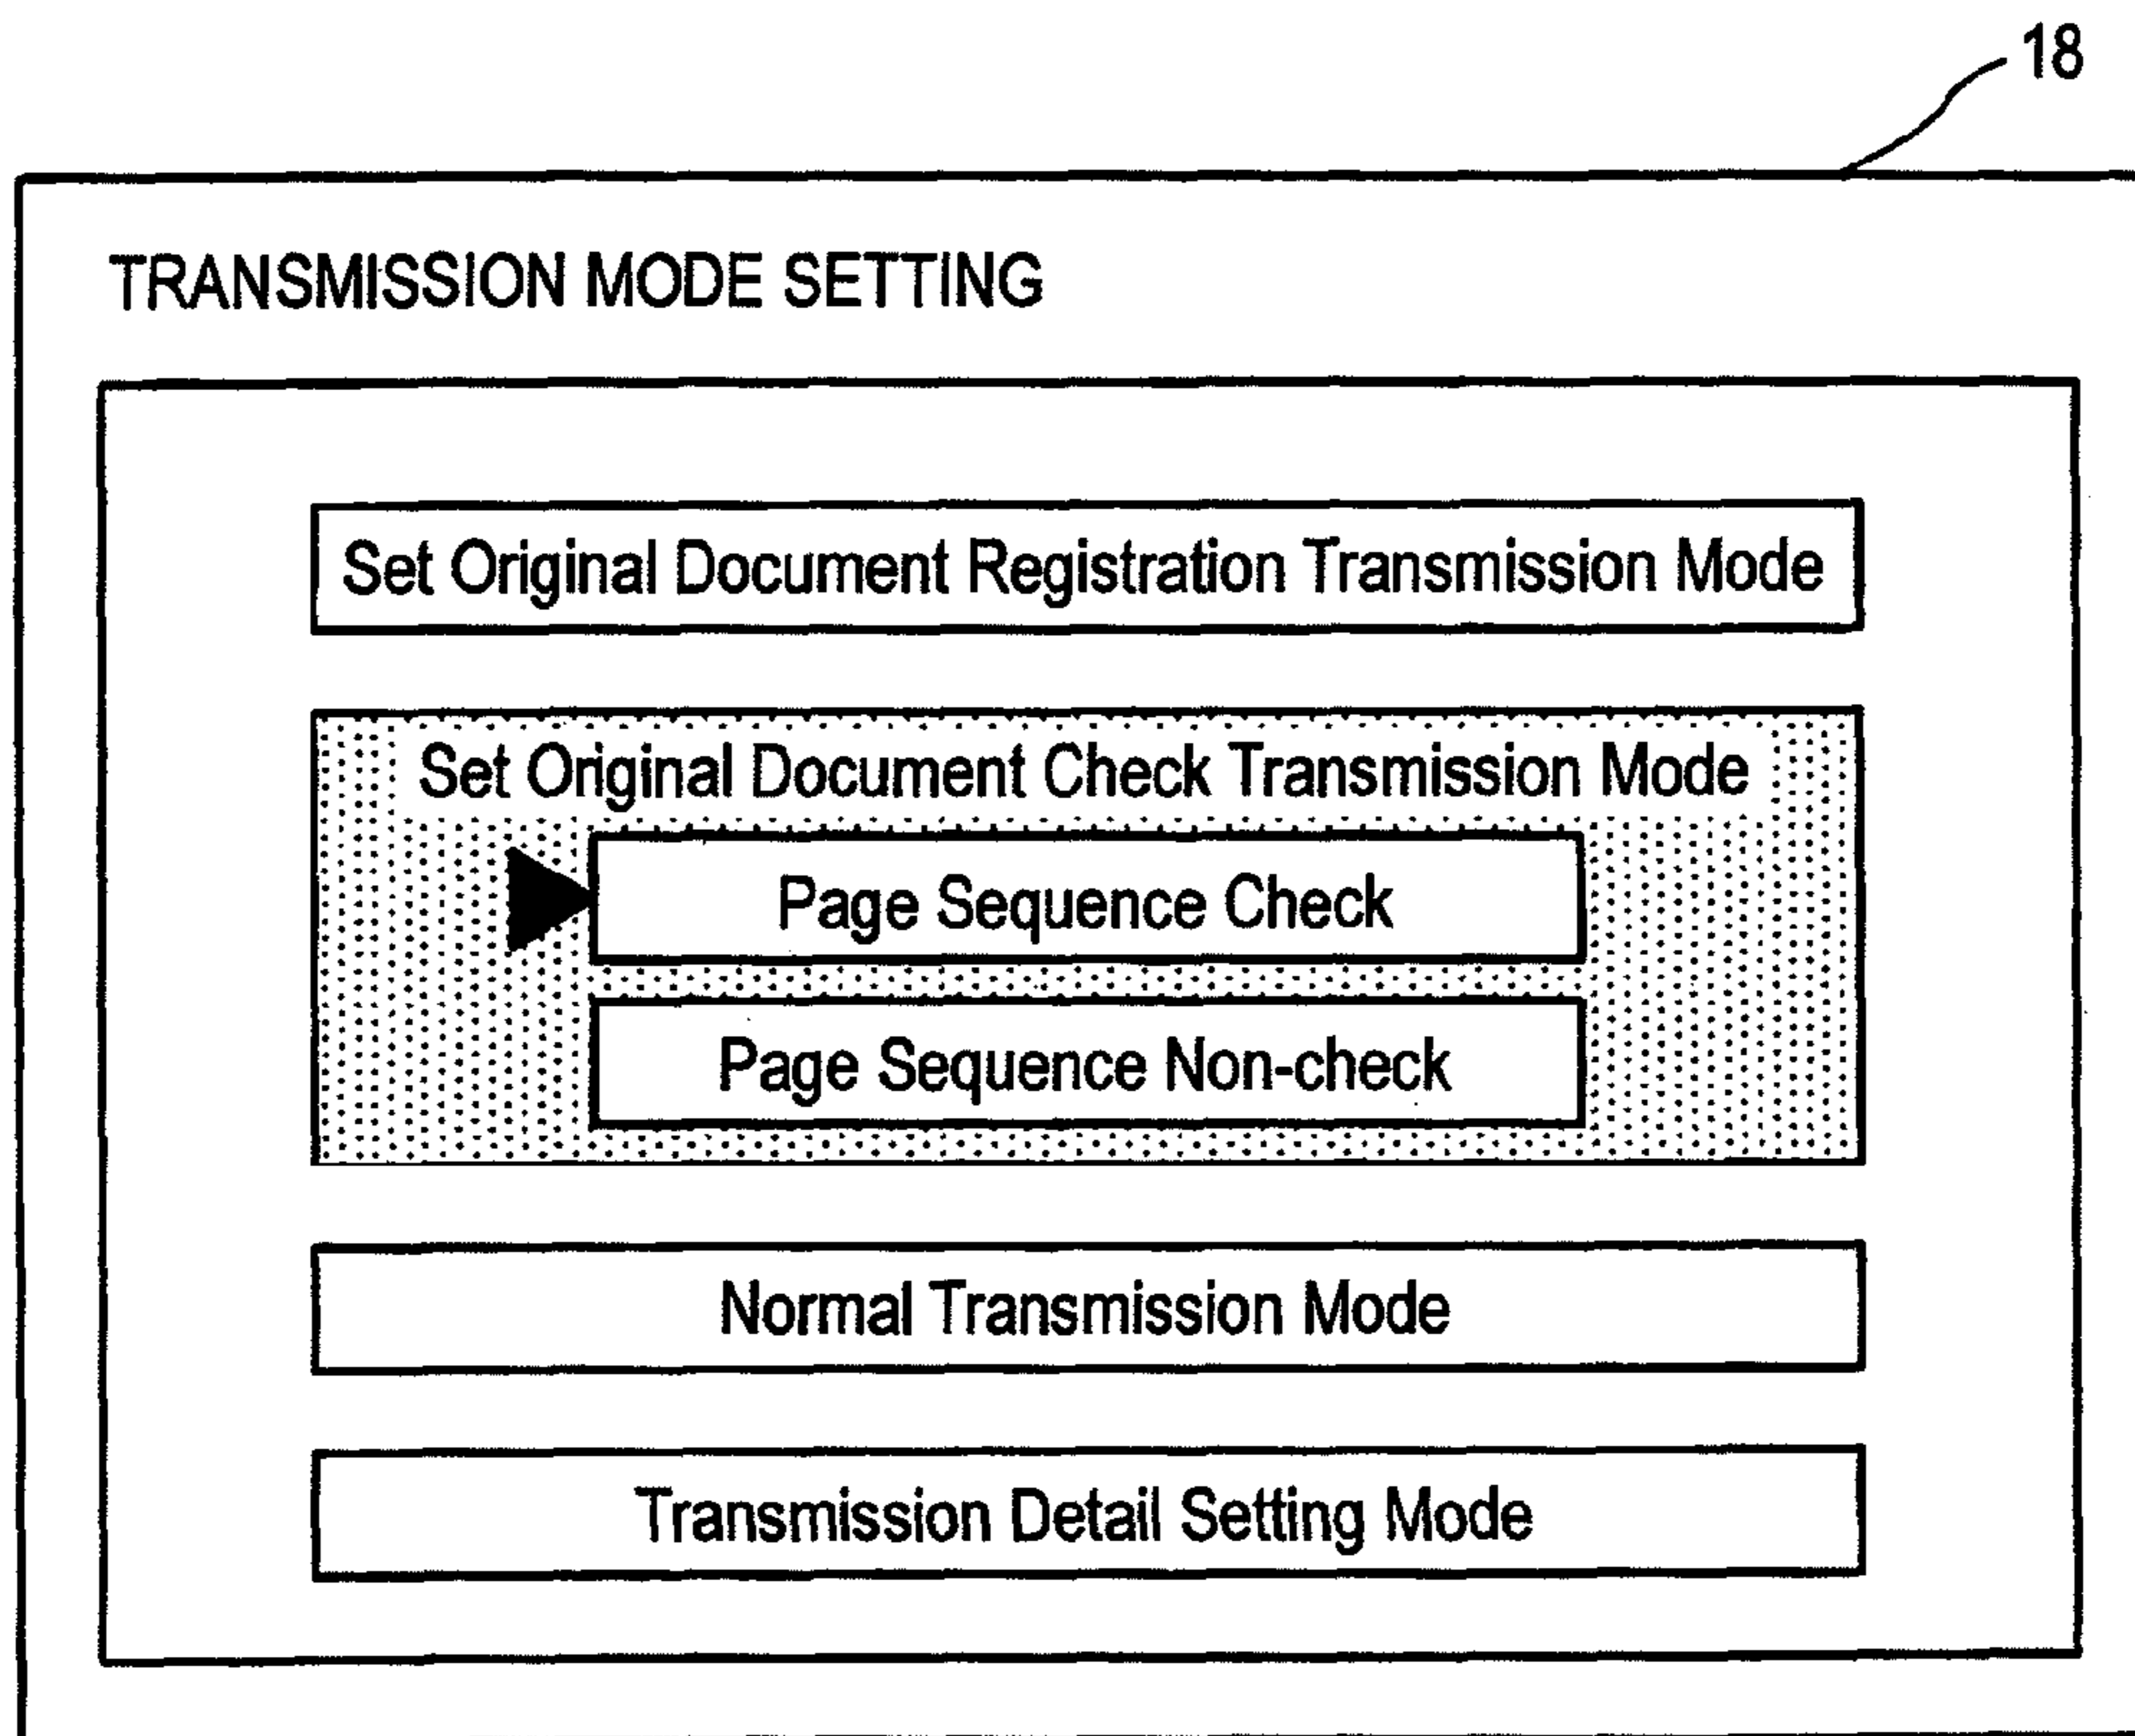 18
TRANSMISSION MODE SETTING
Set Original Document Registration Transmission Mode
Set Original Document Check Transmission Mode
Page Sequence Check
Page Sequence Non-check
Normal Transmission Mode
Transmission Detail Setting Mode